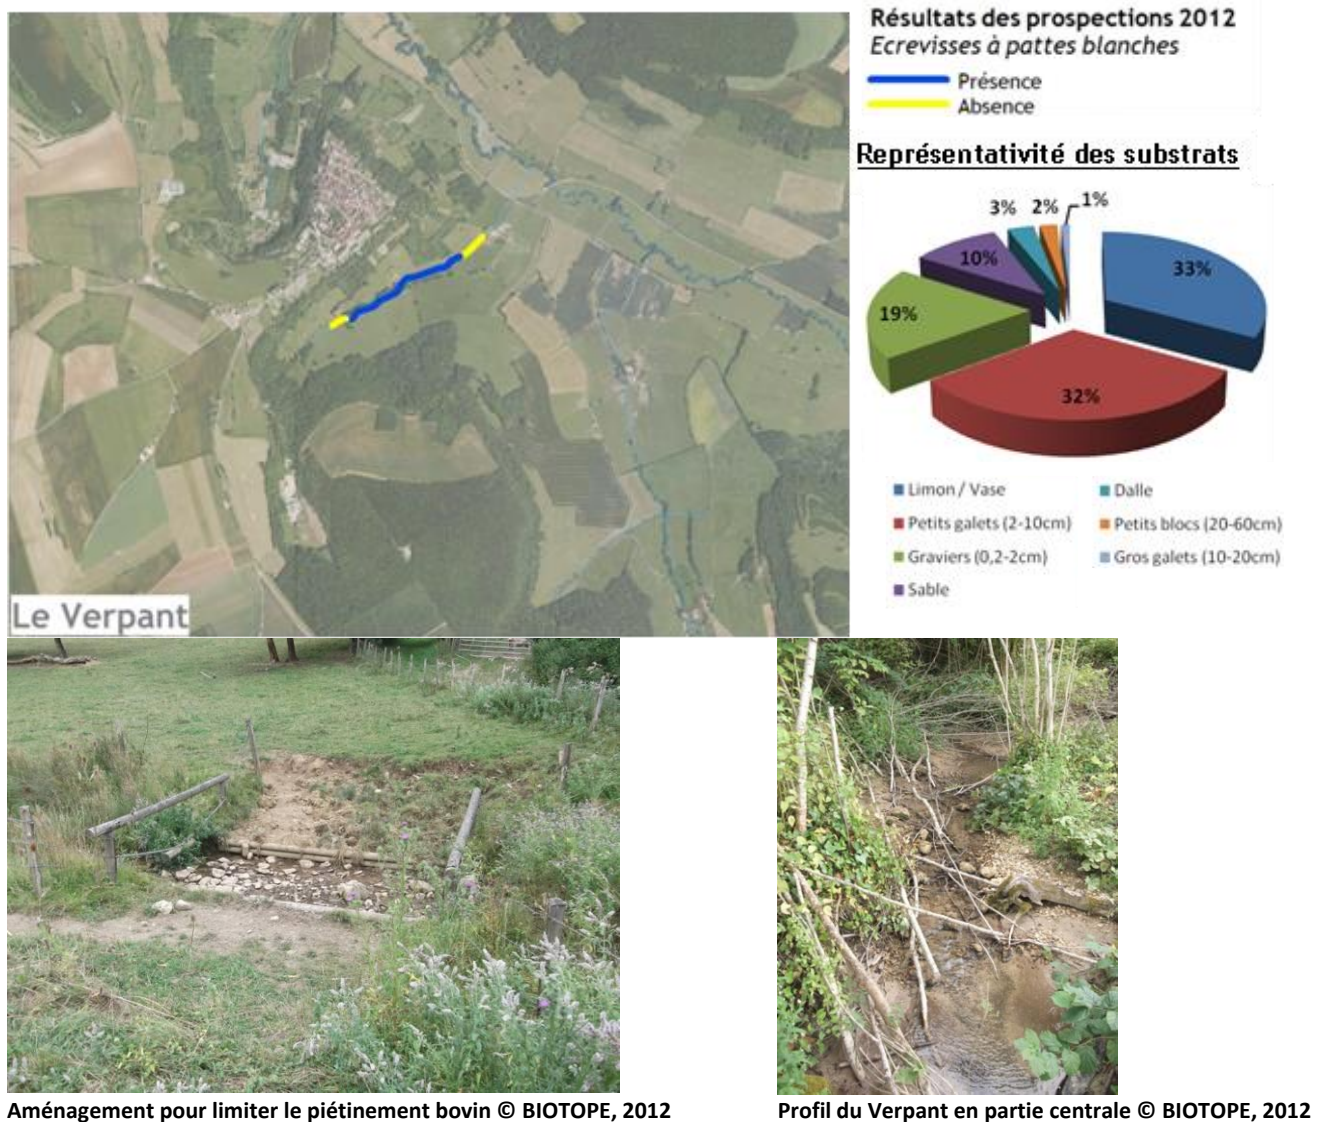 Résultats des prospections 2012
Ecrevisses à pattes blanches
Présence
Absence
Représentativité des substrats
3% 2% 1%
10%
33%
19%
32%
Limon / Vase
Dalle
Petits galets (2-10cm)
Petits blocs (20-60cm)
Graviers (0,2-2cm)
Gros galets (10-20cm)
Sable
Le Verpant
Aménagement pour limiter le piétinement bovin © BIOTOPE, 2012
Profil du Verpant en partie centrale © BIOTOPE, 2012